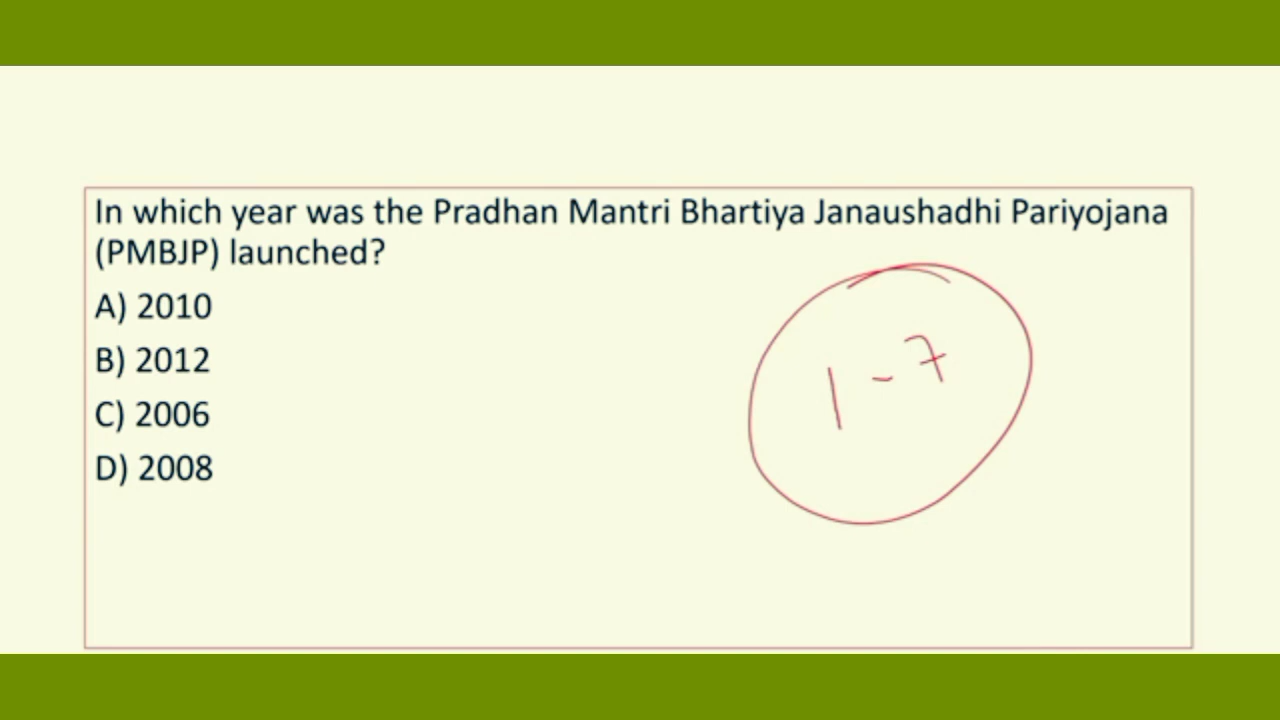 In which year was the Pradhan Mantri Bhartiya Janaushadhi Pariyojana
(PMBJP) launched?
A) 2010
B) 2012
C) 2006
D) 2008
1-7